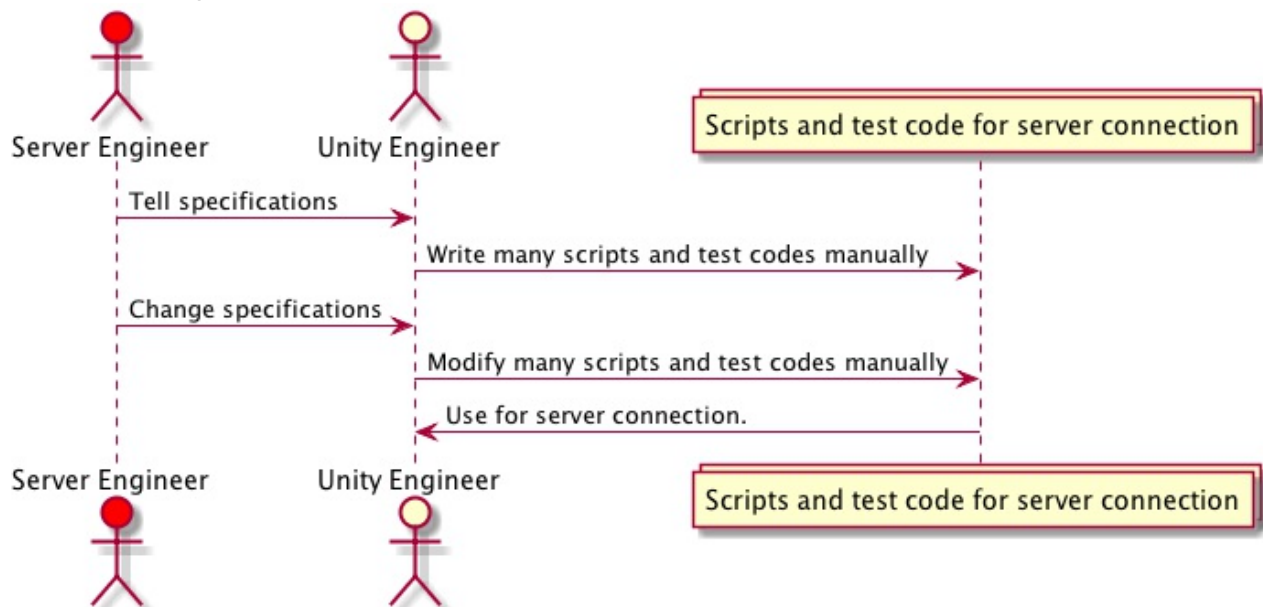 Server Engineer
Unity Engineer
Scripts and test code for server connection
Tell specifications
Write many scripts and test codes manually
Change specifications
Modify many scripts and test codes manually
Use for server connection.
Server Engineer
Unity Engineer
Scripts and test code for server connection